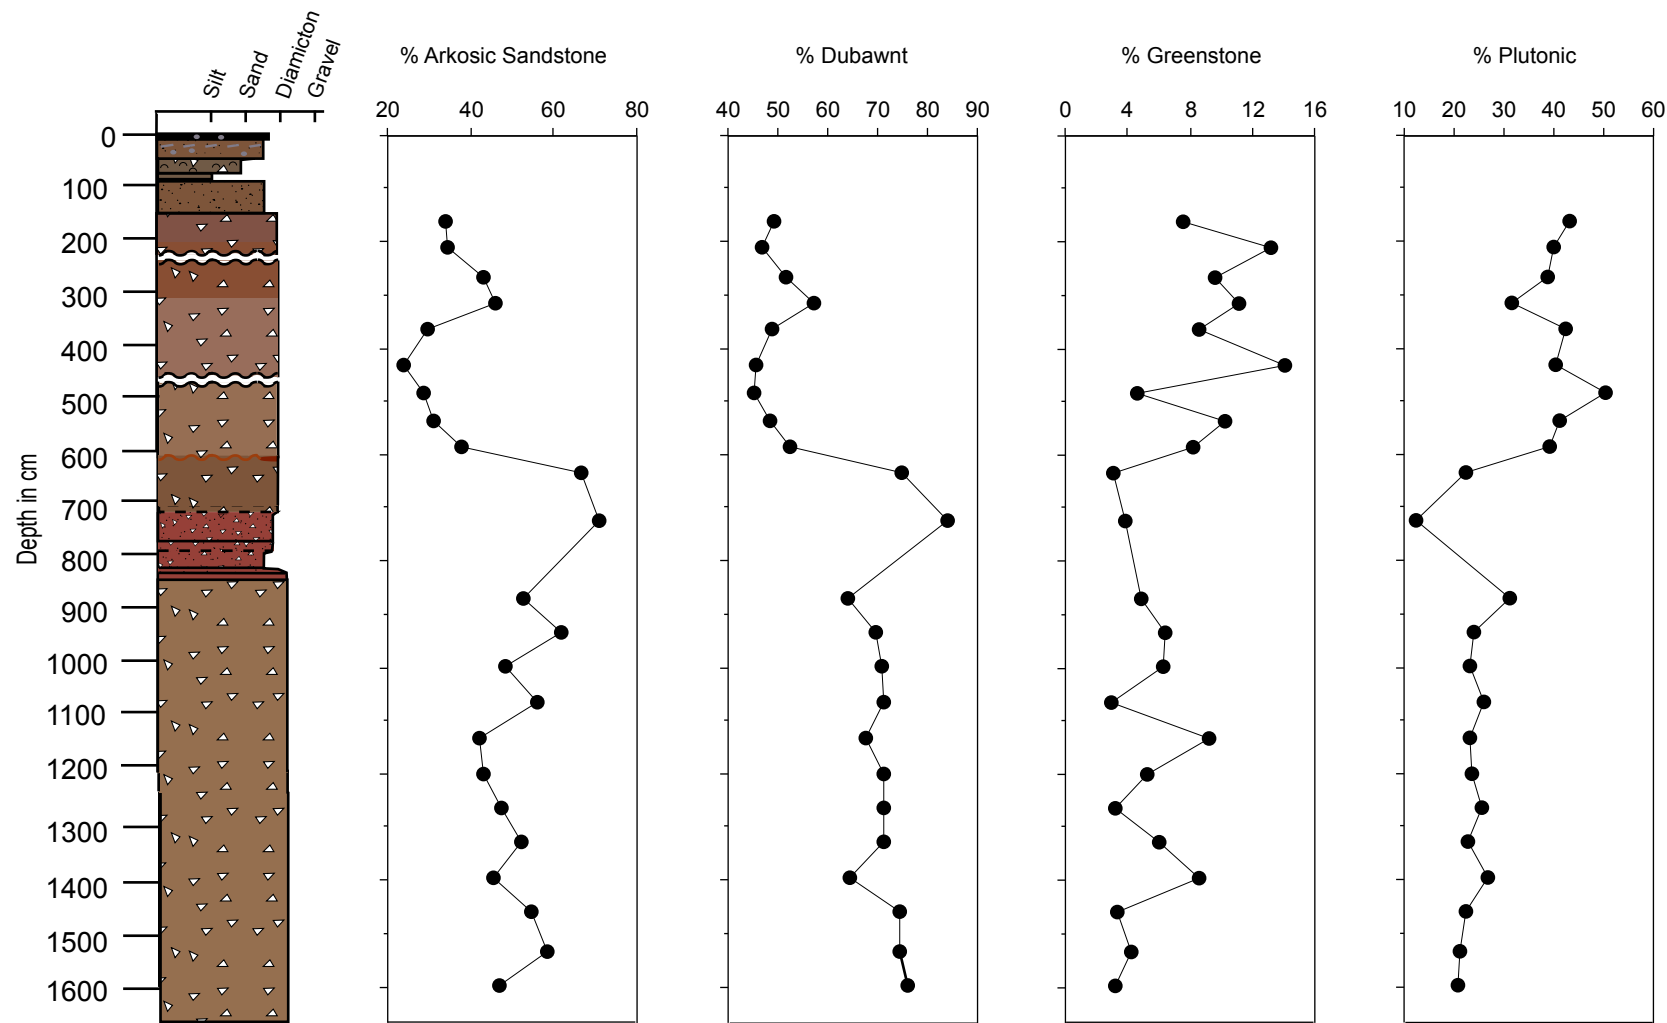 Silt
Sand
Diamicton
Gravel
% Arkosic Sandstone
% Dubawnt
% Greenstone
% Plutonic
20 40 60 80
40 50 60 70 80 90
0 4 8 12 16
10 20 30 40 50 60
Depth in cm
0
100
200
300
400
500
600
700
800
900
1000
1100
1200
1300
1400
1500
1600